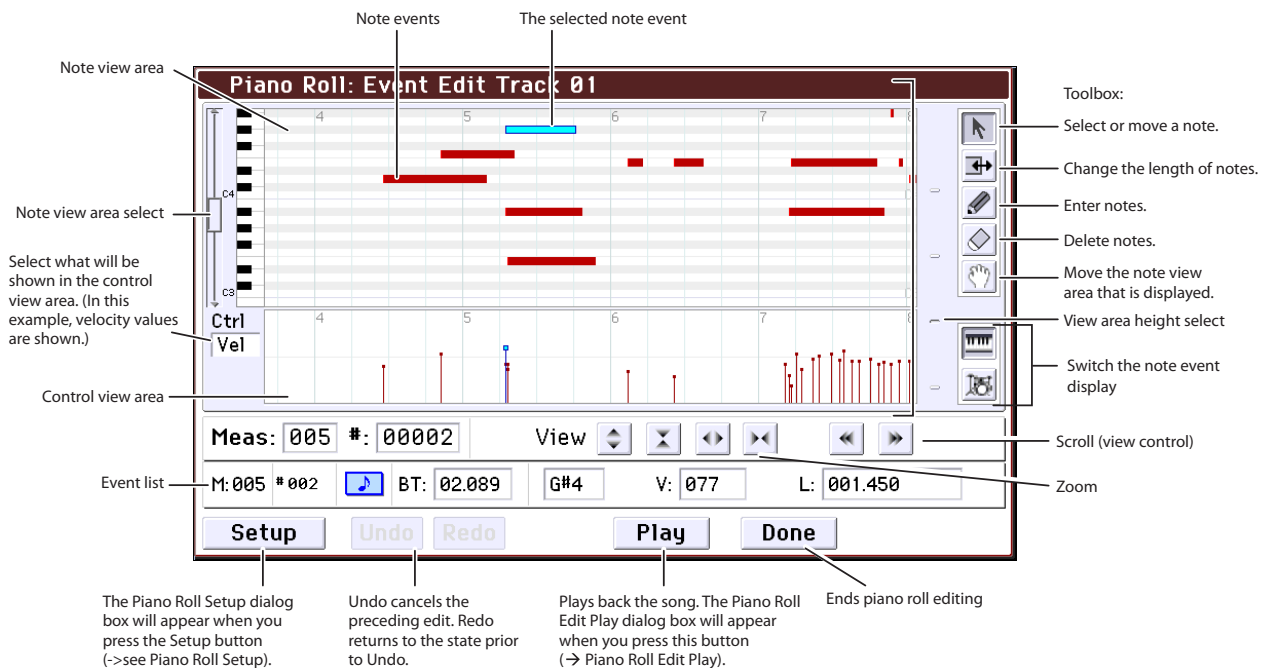 Note events
The selected note event
Note view area
Piano Roll: Event Edit Track 01
Toolbox:
4 5 6 7 8
Select or move a note.
Change the length of notes.
C4
Note view area select
Enter notes.
Delete notes.
Select what will be
shown in the control
view area. (In this
example, velocity values
are shown.)
Move the note view
area that is displayed.
C3
Ctrl
Vel
4 5 6 7 8
View area height select
Switch the note event
display
Control view area
Meas: 005 #: 00002 View
Scroll (view control)
Event list
M: 005 #002 BT: 02.089 G#4 V: 077 L: 001.450
Zoom
Setup Undo Redo Play Done
The Piano Roll Setup dialog
box will appear when you
press the Setup button
(->see Piano Roll Setup).
Undo cancels the
preceding edit. Redo
returns to the state prior
to Undo.
Plays back the song. The Piano Roll
Edit Play dialog box will appear
when you press this button
(→ Piano Roll Edit Play).
Ends piano roll editing